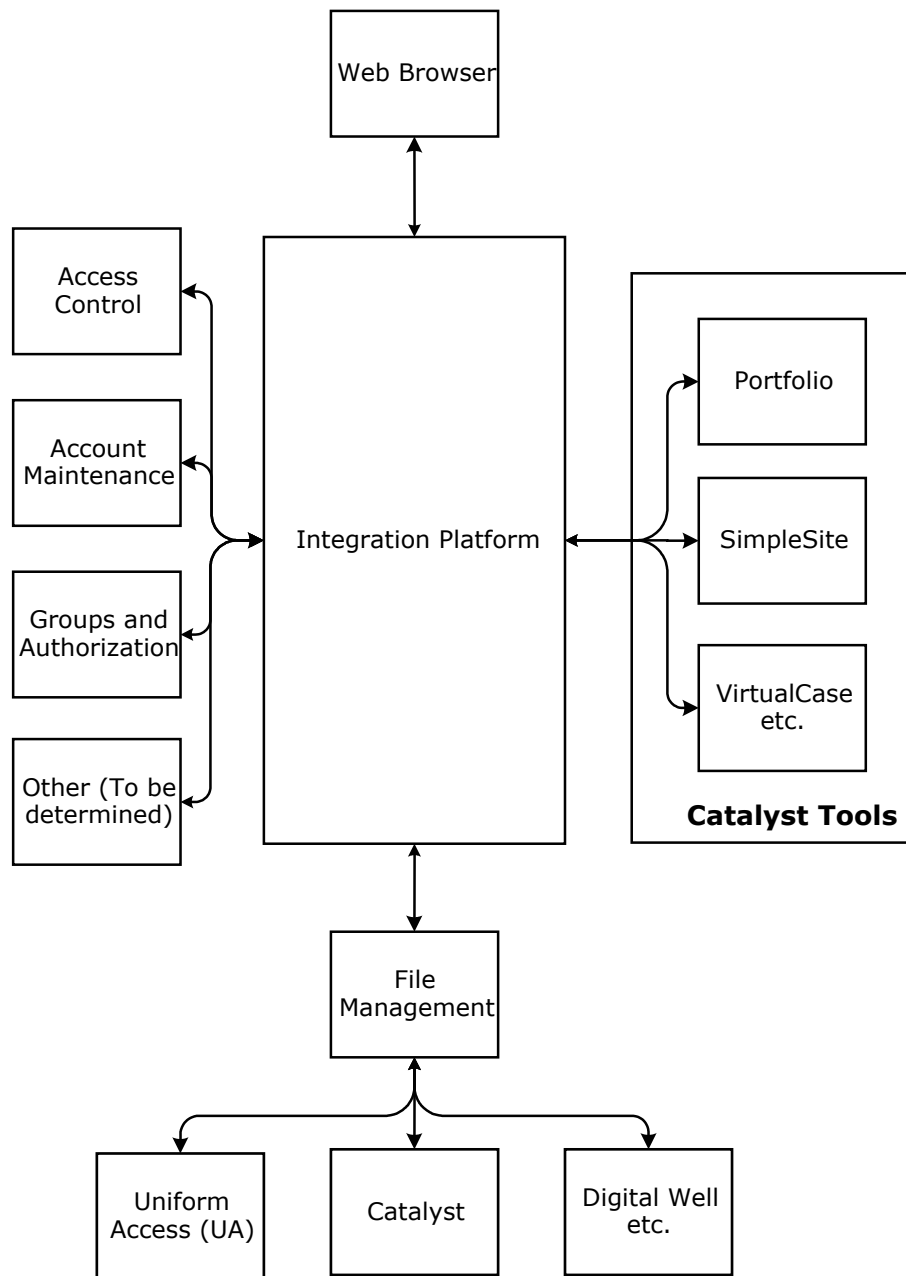 Web Browser
Access
Control
Account
Maintenance
Groups and
Authorization
Other (To be
determined)
Integration Platform
Portfolio
SimpleSite
VirtualCase
etc.
Catalyst Tools
File
Management
Uniform
Access (UA)
Catalyst
Digital Well
etc.